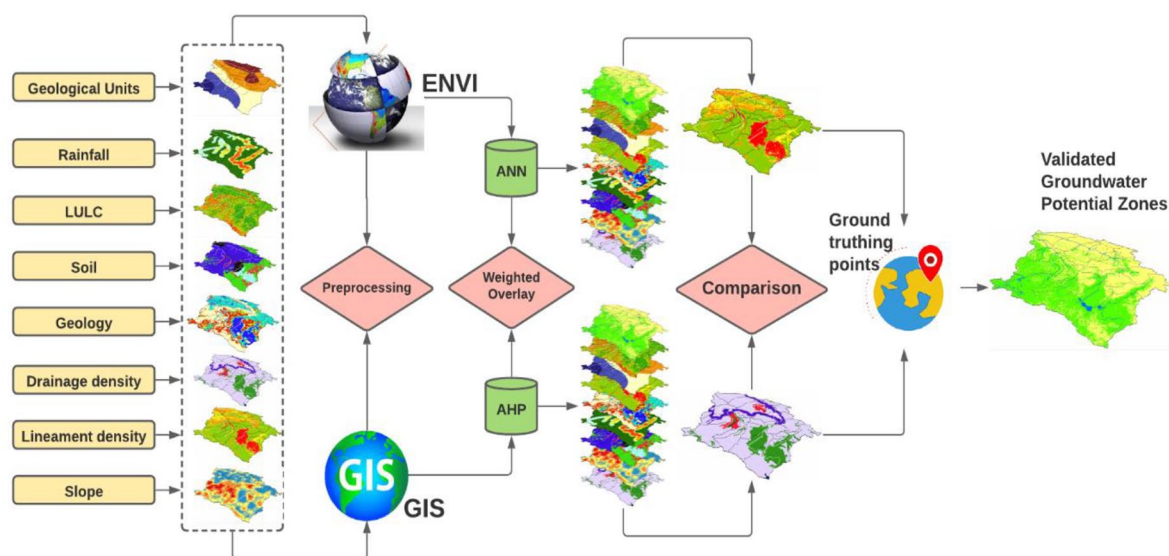 Geological Units
Rainfall
LULC
Soil
Geology
Drainage density
Lineament density
Slope
ENVI
Preprocessing
GIS
GIS
ANN
Weighted
Overlay
AHP
Comparison
Ground
truthing
points
Validated
Groundwater
Potential Zones